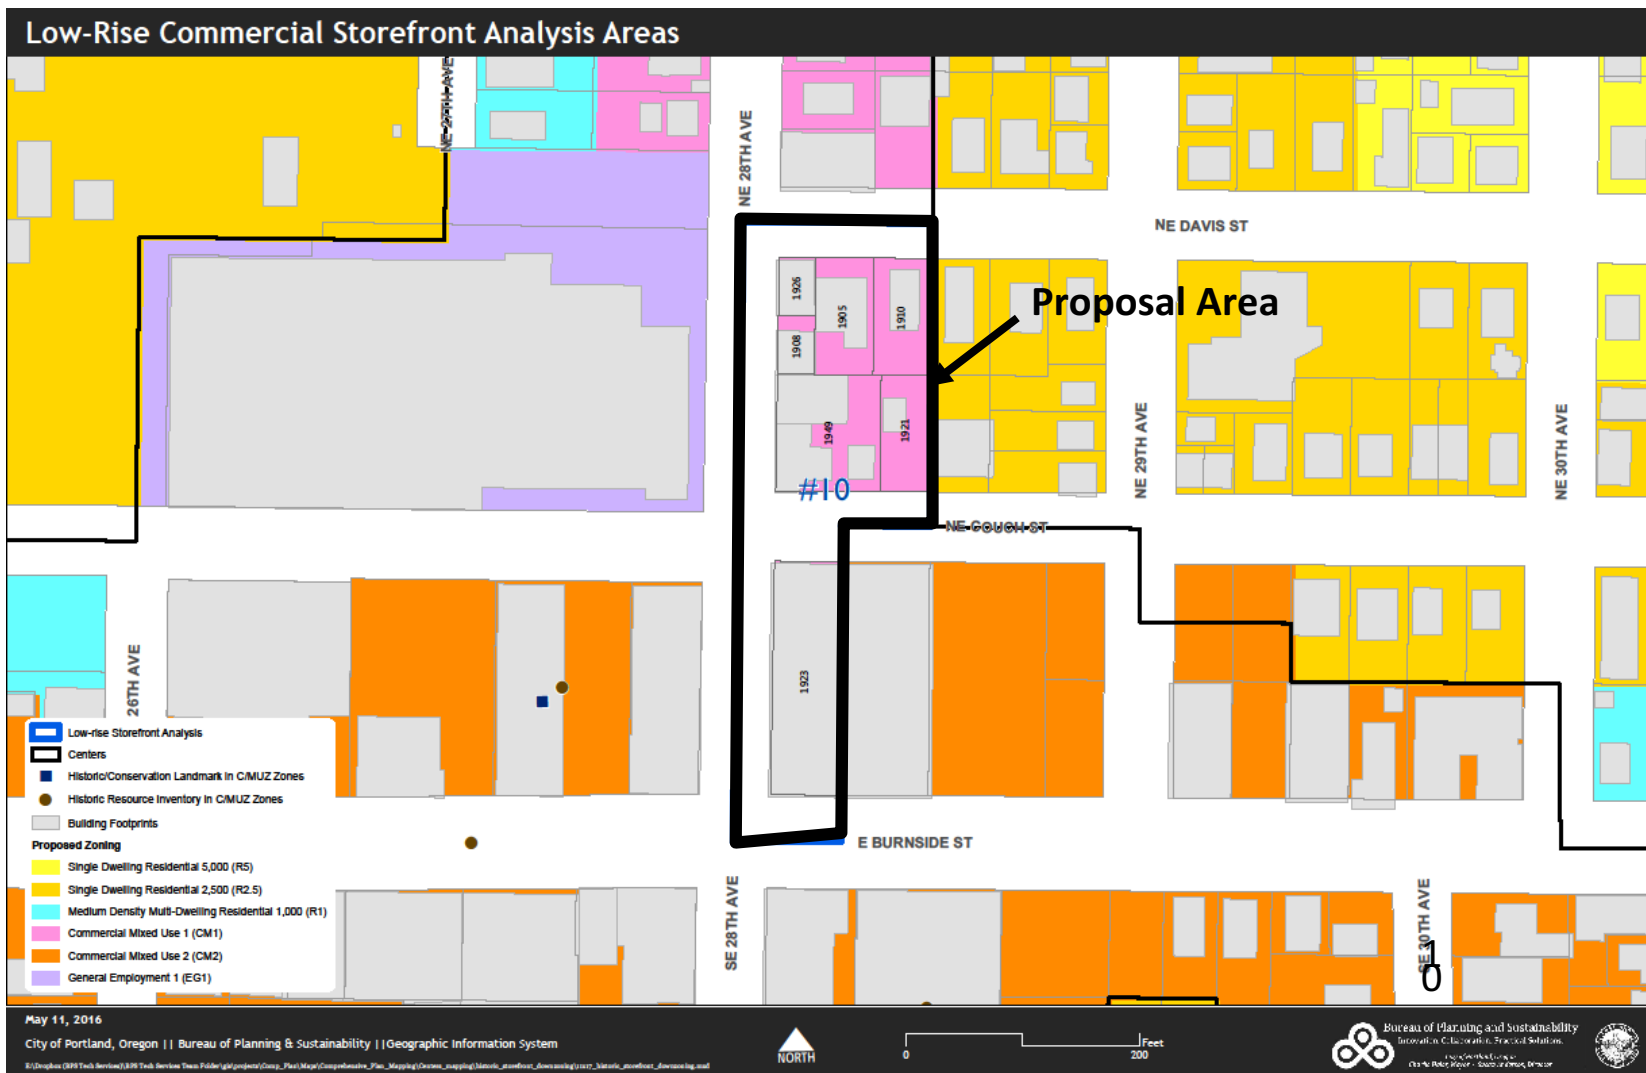 Low-Rise Commercial Storefront Analysis Areas
NE 27TH AVE
NE 28TH AVE
NE DAVIS ST
Proposal Area
1926
1905
1910
1908
1949
1921
#10
NE 29TH AVE
NE 30TH AVE
NE COUCH ST
26TH AVE
1923
E BURNSIDE ST
SE 28TH AVE
SE 30TH AVE
10
Low-rise Storefront Analysis
Centers
Historic/Conservation Landmark in C/MUZ Zones
Historic Resource Inventory in C/MUZ Zones
Building Footprints
Proposed Zoning
Single Dwelling Residential 5,000 (R5)
Single Dwelling Residential 2,500 (R2.5)
Medium Density Multi-Dwelling Residential 1,000 (R1)
Commercial Mixed Use 1 (CM1)
Commercial Mixed Use 2 (CM2)
General Employment 1 (EG1)
May 11, 2016
City of Portland, Oregon || Bureau of Planning & Sustainability ||Geographic Information System
NORTH
0
200
Feet
Bureau of Planning and Sustainability
Innovation. Collaboration. Practical Solutions.